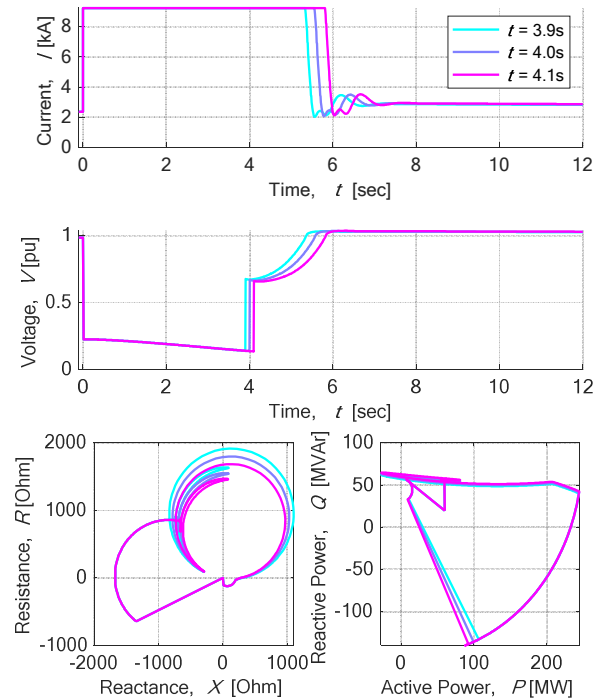 Current, I [kA]
8
6
4
2
0
t = 3.9s
t = 4.0s
t = 4.1s
0 2 4 6 8 10 12
Time, t [sec]
Voltage, V [pu]
1
0.5
0
0 2 4 6 8 10 12
Time, t [sec]
Resistance, R [Ohm]
2000
1000
0
-1000
-2000 -1000 0 1000
Reactance, X [Ohm]
Reactive Power, Q [MVAr]
100
50
0
-50
-100
0 100 200
Active Power, P [MW]